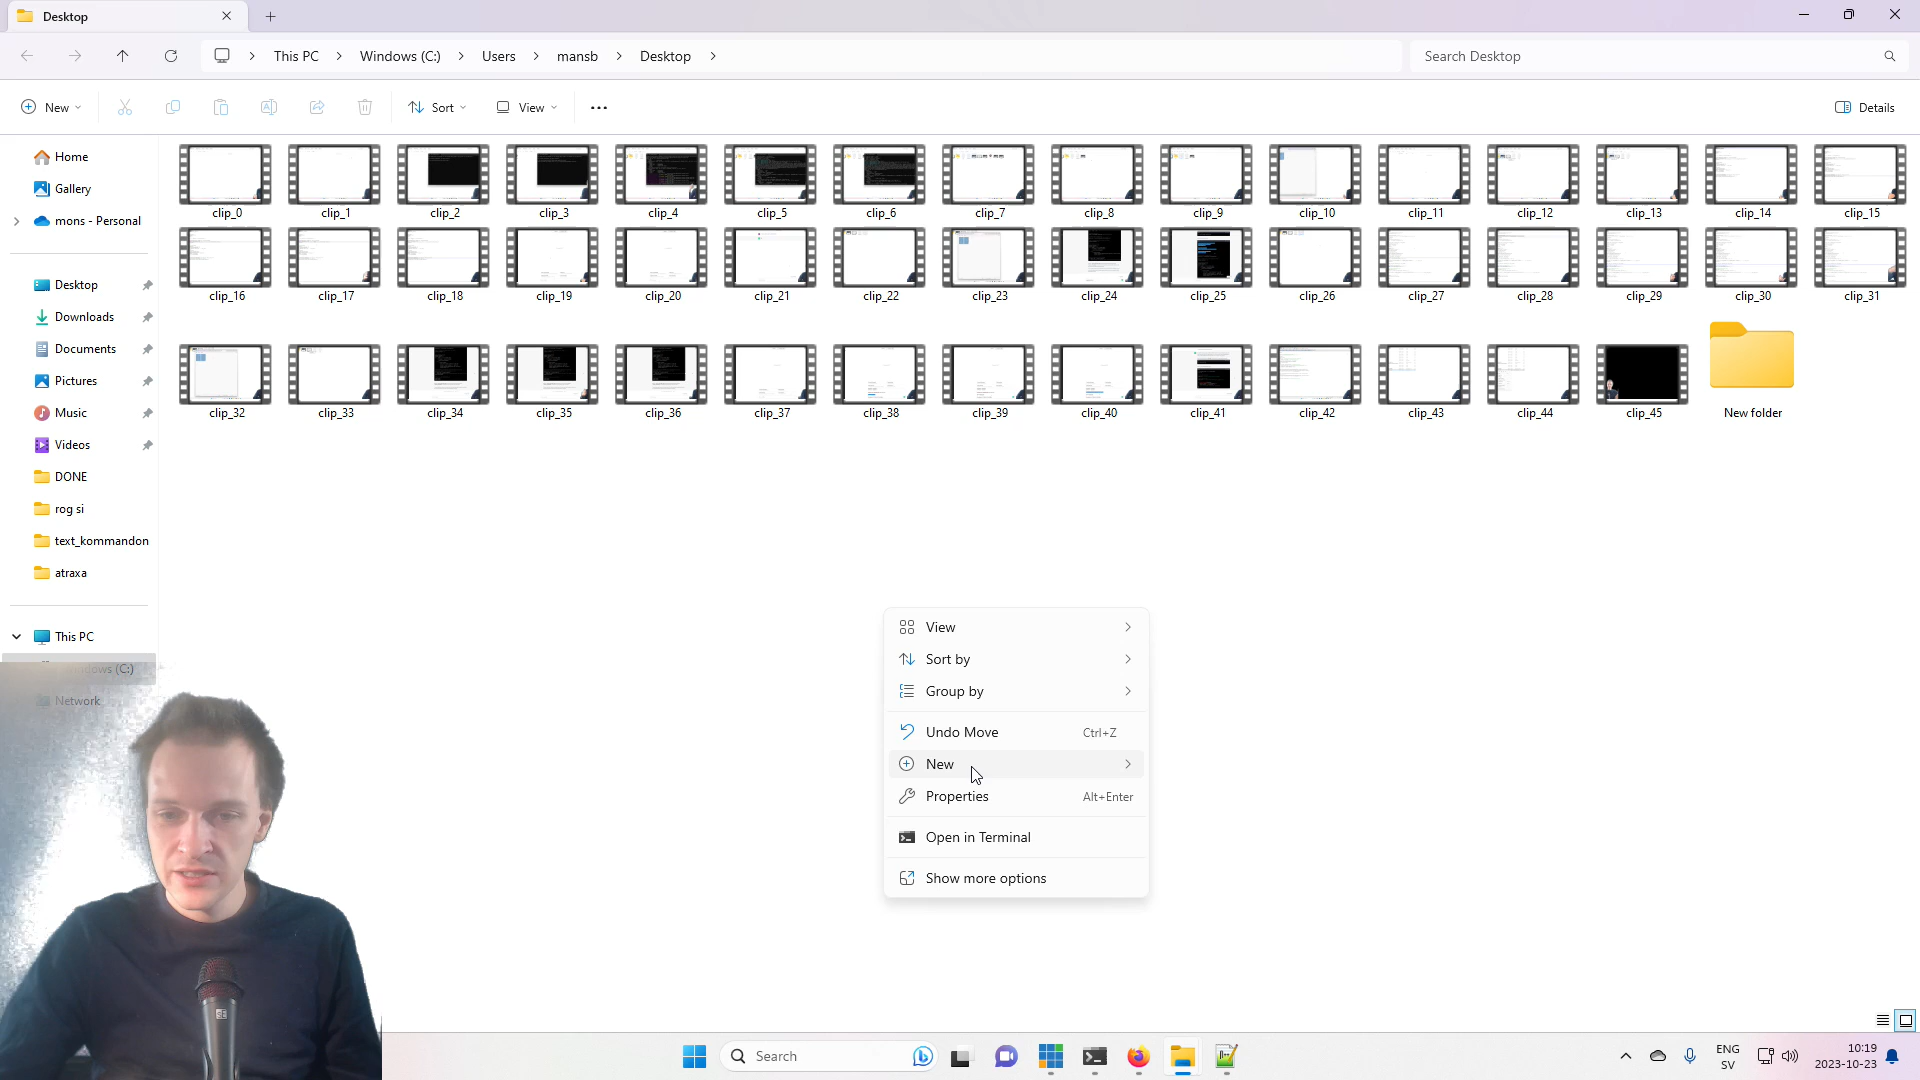 Desktop
This PC
Windows (C:)
Users
mansb
Desktop
Search Desktop
New
Sort
View
Details
Home
Gallery
mons - Personal
Desktop
Downloads
Documents
Pictures
Music
Videos
DONE
rog si
text_kommandon
atraxa
This PC
Network
clip_0
clip_1
clip_2
clip_3
clip_4
clip_5
clip_6
clip_7
clip_8
clip_9
clip_10
clip_11
clip_12
clip_13
clip_14
clip_15
clip_16
clip_17
clip_18
clip_19
clip_20
clip_21
clip_22
clip_23
clip_24
clip_25
clip_26
clip_27
clip_28
clip_29
clip_30
clip_31
clip_32
clip_33
clip_34
clip_35
clip_36
clip_37
clip_38
clip_39
clip_40
clip_41
clip_42
clip_43
clip_44
clip_45
New folder
View
Sort by
Group by
Undo Move Ctrl+Z
New
Properties Alt+Enter
Open in Terminal
Show more options
Search
ENG
SV
10:19
2023-10-23